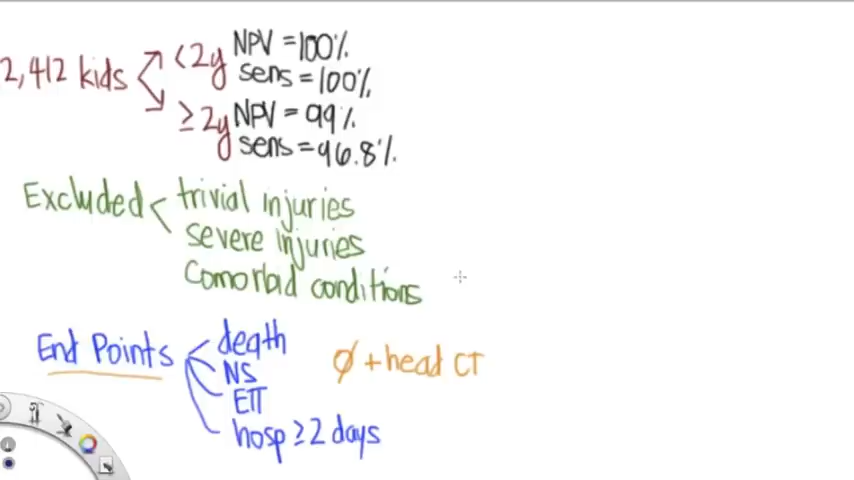 2,412 kids
<2y NPV = 100%
sens = 100%
≥2y NPV = 99%
sens = 96.8%
Excluded < trivial injuries
severe injuries
Comorbid conditions
End Points death
NS
Ø + head CT
ETI
hosp ≥ 2 days